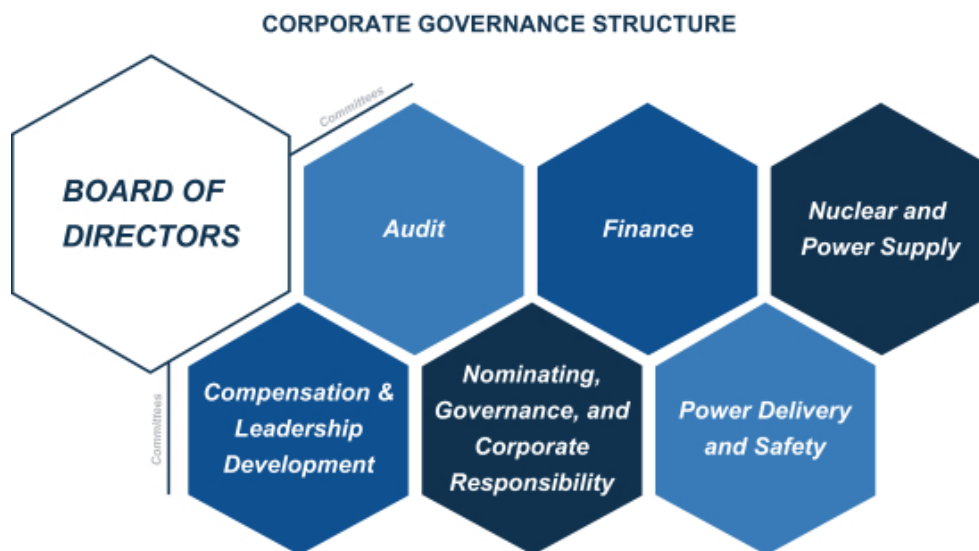 CORPORATE GOVERNANCE STRUCTURE
Committees
BOARD OF
DIRECTORS
Audit
Finance
Nuclear and
Power Supply
Committees
Compensation &
Leadership
Development
Nominating,
Governance, and
Corporate
Responsibility
Power Delivery
and Safety